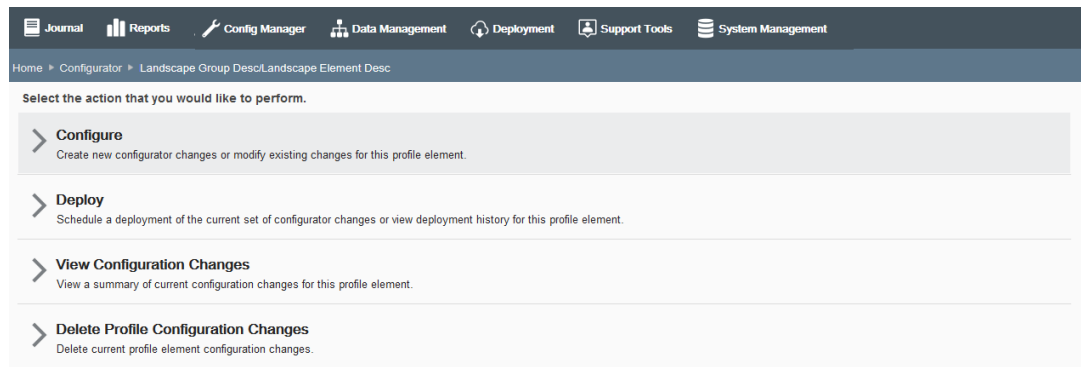 Journal Reports Config Manager Data Management Deployment Support Tools System Management
Home Configurator Landscape Group Desc/Landscape Element Desc
Select the action that you would like to perform.
Configure
Create new configurator changes or modify existing changes for this profile element.
Deploy
Schedule a deployment of the current set of configurator changes or view deployment history for this profile element.
View Configuration Changes
View a summary of current configuration changes for this profile element.
Delete Profile Configuration Changes
Delete current profile element configuration changes.